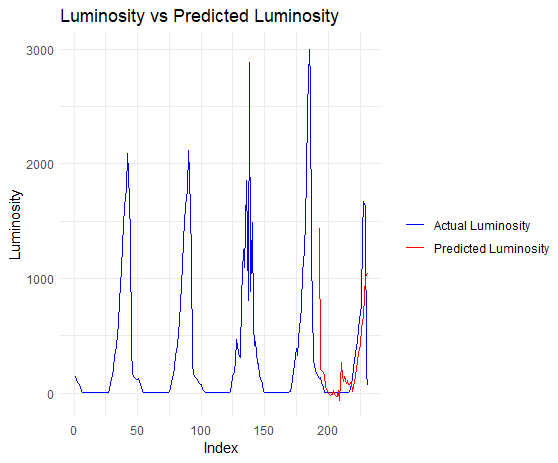 Luminosity vs Predicted Luminosity
3000
2000
1000
0
Luminosity
0 50 100 150 200
Index
Actual Luminosity
Predicted Luminosity